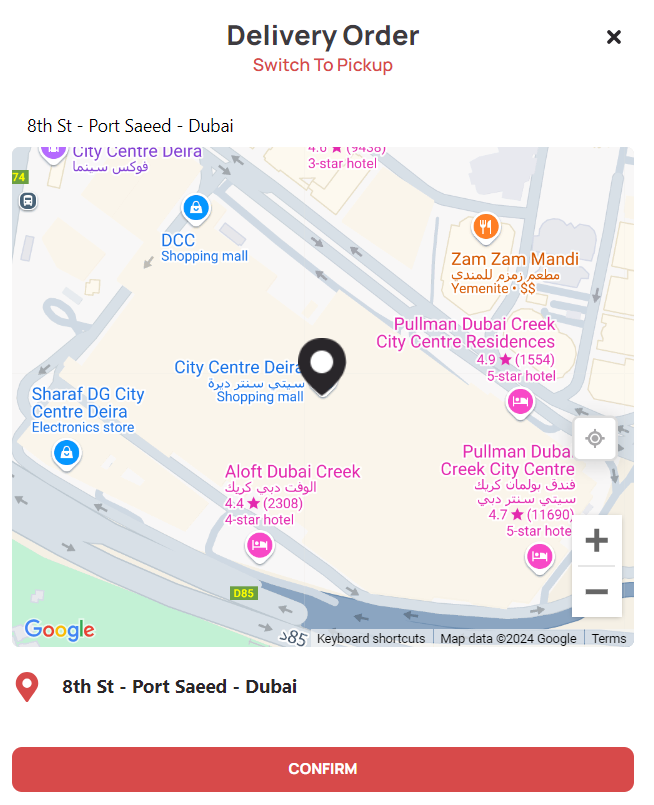 Delivery Order
Switch To Pickup
8th St - Port Saeed - Dubai
City Centre Deira
فوكس سينما
4.6 ★ (9438)
3-star hotel
74
DCC
Shopping mall
Zam Zam Mandi
مطعم زمزم للمندي
Yemenite • $$
Pullman Dubai Creek
City Centre Residences
4.9 ★ (1554)
5-star hotel
City Centre Deira
سيتي سنتر ديرة
Shopping mall
Sharaf DG City
Centre Deira
Electronics store
Pullman Dubai
Creek City Centre
فندق بولمان كريك
سيتي سنتر دبي
4.7 ★ (11690)
5-star hotel
Aloft Dubai Creek
الوفت دبي كريك
4.4 ★ (2308)
4-star hotel
D85
Google
Keyboard shortcuts
Map data ©2024 Google
Terms
8th St - Port Saeed - Dubai
CONFIRM